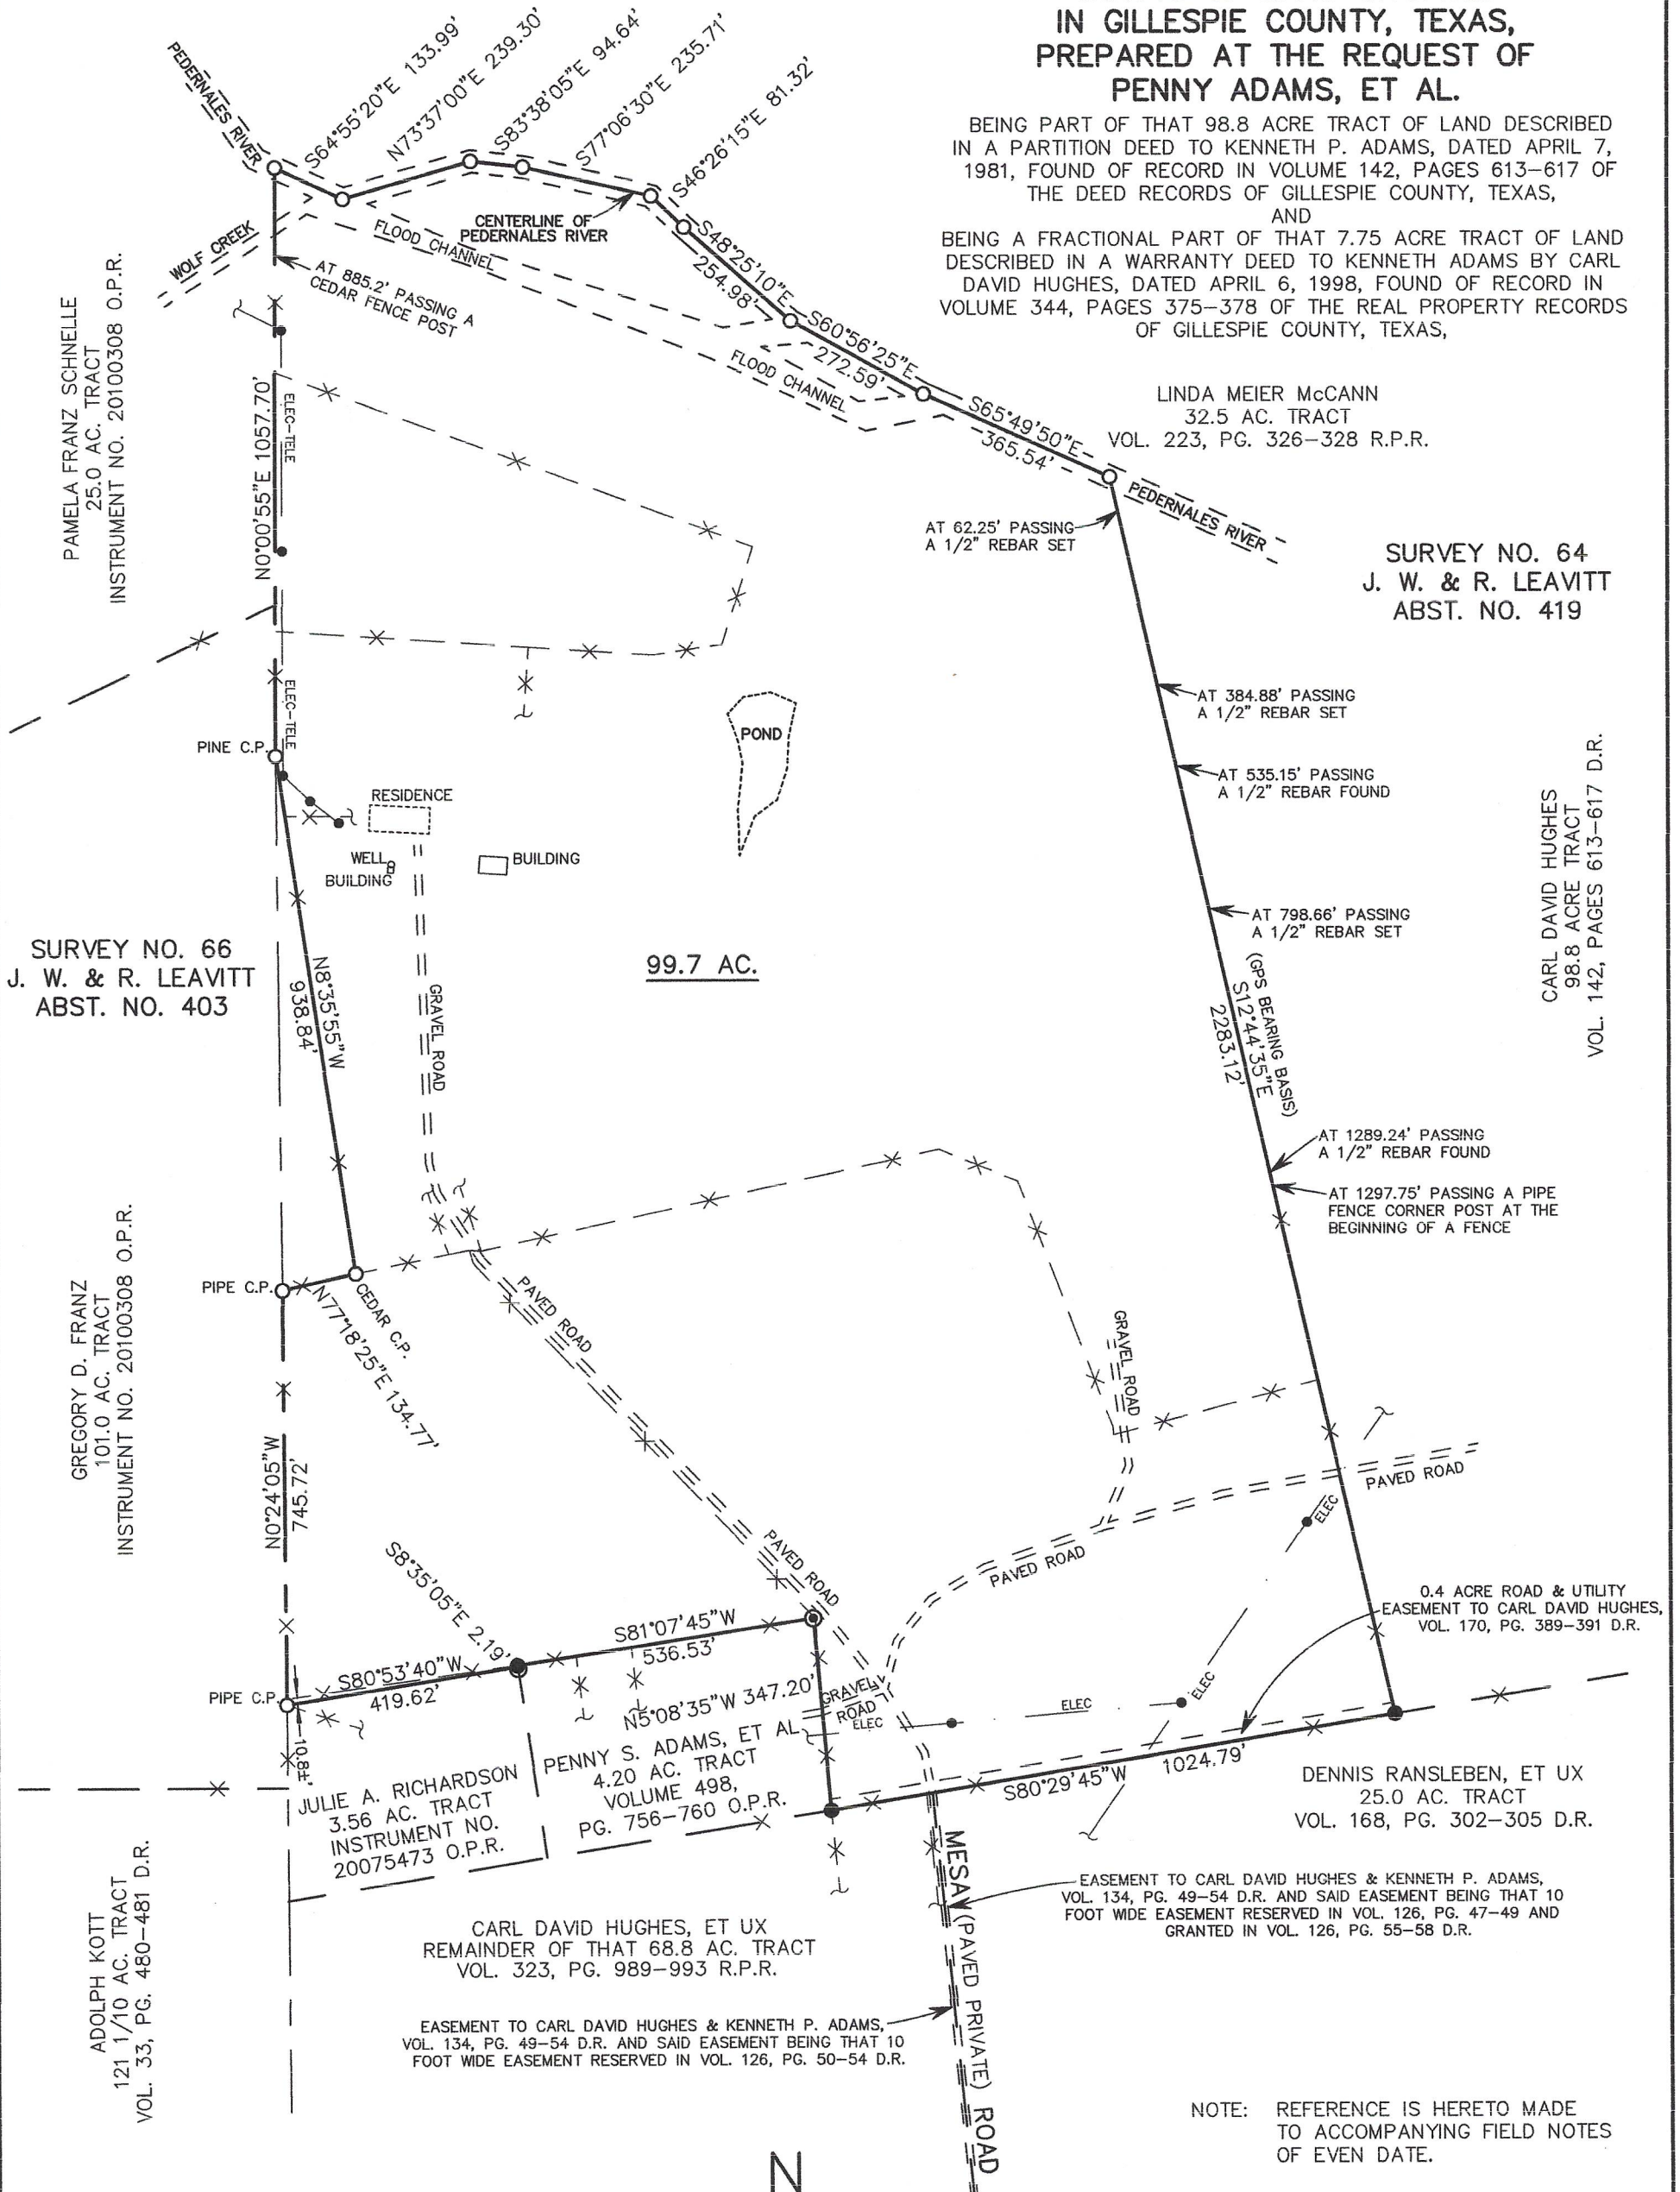 IN GILLESPIE COUNTY, TEXAS,
PREPARED AT THE REQUEST OF
PENNY ADAMS, ET AL.
BEING PART OF THAT 98.8 ACRE TRACT OF LAND DESCRIBED
IN A PARTITION DEED TO KENNETH P. ADAMS, DATED APRIL 7,
1981, FOUND OF RECORD IN VOLUME 142, PAGES 613-617 OF
THE DEED RECORDS OF GILLESPIE COUNTY, TEXAS,
AND
BEING A FRACTIONAL PART OF THAT 7.75 ACRE TRACT OF LAND
DESCRIBED IN A WARRANTY DEED TO KENNETH ADAMS BY CARL
DAVID HUGHES, DATED APRIL 6, 1998, FOUND OF RECORD IN
VOLUME 344, PAGES 375-378 OF THE REAL PROPERTY RECORDS
OF GILLESPIE COUNTY, TEXAS,
PEDERNALES RIVER
S64°55'20"E 133.99'
N73°37'00"E 239.30'
S83°38'05"E 94.64'
S77°06'30"E 235.71'
S46°26'15"E 81.32'
S48°25'10"E
254.98'
S60°56'25"E
272.59'
S65°49'50"E
365.54'
CENTERLINE OF
PEDERNALES RIVER
FLOOD CHANNEL
FLOOD CHANNEL
WOLF CREEK
AT 885.2' PASSING A
CEDAR FENCE POST
PAMELA FRANZ SCHNELLE
25.0 AC. TRACT
INSTRUMENT NO. 20100308 O.P.R.
N0°00'55"E 1057.70'
ELEC-TELE
ELEC-TELE
LINDA MEIER McCANN
32.5 AC. TRACT
VOL. 223, PG. 326-328 R.P.R.
PEDERNALES RIVER
AT 62.25' PASSING
A 1/2" REBAR SET
SURVEY NO. 64
J. W. & R. LEAVITT
ABST. NO. 419
AT 384.88' PASSING
A 1/2" REBAR SET
AT 535.15' PASSING
A 1/2" REBAR FOUND
AT 798.66' PASSING
A 1/2" REBAR SET
CARL DAVID HUGHES
98.8 ACRE TRACT
VOL. 142, PAGES 613-617 D.R.
PINE C.P.
POND
RESIDENCE
WELL
BUILDING
BUILDING
SURVEY NO. 66
J. W. & R. LEAVITT
ABST. NO. 403
N8°35'55"W
938.84'
GRAVEL ROAD
99.7 AC.
(GPS BEARING BASIS)
S12°44'35"E
2283.12'
AT 1289.24' PASSING
A 1/2" REBAR FOUND
AT 1297.75' PASSING A PIPE
FENCE CORNER POST AT THE
BEGINNING OF A FENCE
GREGORY D. FRANZ
101.0 AC. TRACT
INSTRUMENT NO. 20100308 O.P.R.
PIPE C.P.
CEDAR C.P.
N77°18'25"E 134.77'
PAVED ROAD
GRAVEL ROAD
N0°24'05"W
745.72'
PAVED ROAD
PAVED ROAD
PAVED ROAD
ELEC
S8°35'05"E 2.19'
S81°07'45"W
536.53'
0.4 ACRE ROAD & UTILITY
EASEMENT TO CARL DAVID HUGHES,
VOL. 170, PG. 389-391 D.R.
PIPE C.P.
S80°53'40"W
419.62'
10.8±'
N5°08'35"W 347.20'
GRAVEL
ROAD
ELEC
ELEC
ELEC
S80°29'45"W
1024.79'
JULIE A. RICHARDSON
3.56 AC. TRACT
INSTRUMENT NO.
20075473 O.P.R.
PENNY S. ADAMS, ET AL
4.20 AC. TRACT
VOLUME 498,
PG. 756-760 O.P.R.
DENNIS RANSLEBEN, ET UX
25.0 AC. TRACT
VOL. 168, PG. 302-305 D.R.
ADOLPH KOTT
121 1/10 AC. TRACT
VOL. 33, PG. 480-481 D.R.
EASEMENT TO CARL DAVID HUGHES & KENNETH P. ADAMS,
VOL. 134, PG. 49-54 D.R. AND SAID EASEMENT BEING THAT 10
FOOT WIDE EASEMENT RESERVED IN VOL. 126, PG. 47-49 AND
GRANTED IN VOL. 126, PG. 55-58 D.R.
CARL DAVID HUGHES, ET UX
REMAINDER OF THAT 68.8 AC. TRACT
VOL. 323, PG. 989-993 R.P.R.
EASEMENT TO CARL DAVID HUGHES & KENNETH P. ADAMS,
VOL. 134, PG. 49-54 D.R. AND SAID EASEMENT BEING THAT 10
FOOT WIDE EASEMENT RESERVED IN VOL. 126, PG. 50-54 D.R.
MESA (PAVED PRIVATE) ROAD
NOTE: REFERENCE IS HERETO MADE
TO ACCOMPANYING FIELD NOTES
OF EVEN DATE.
N